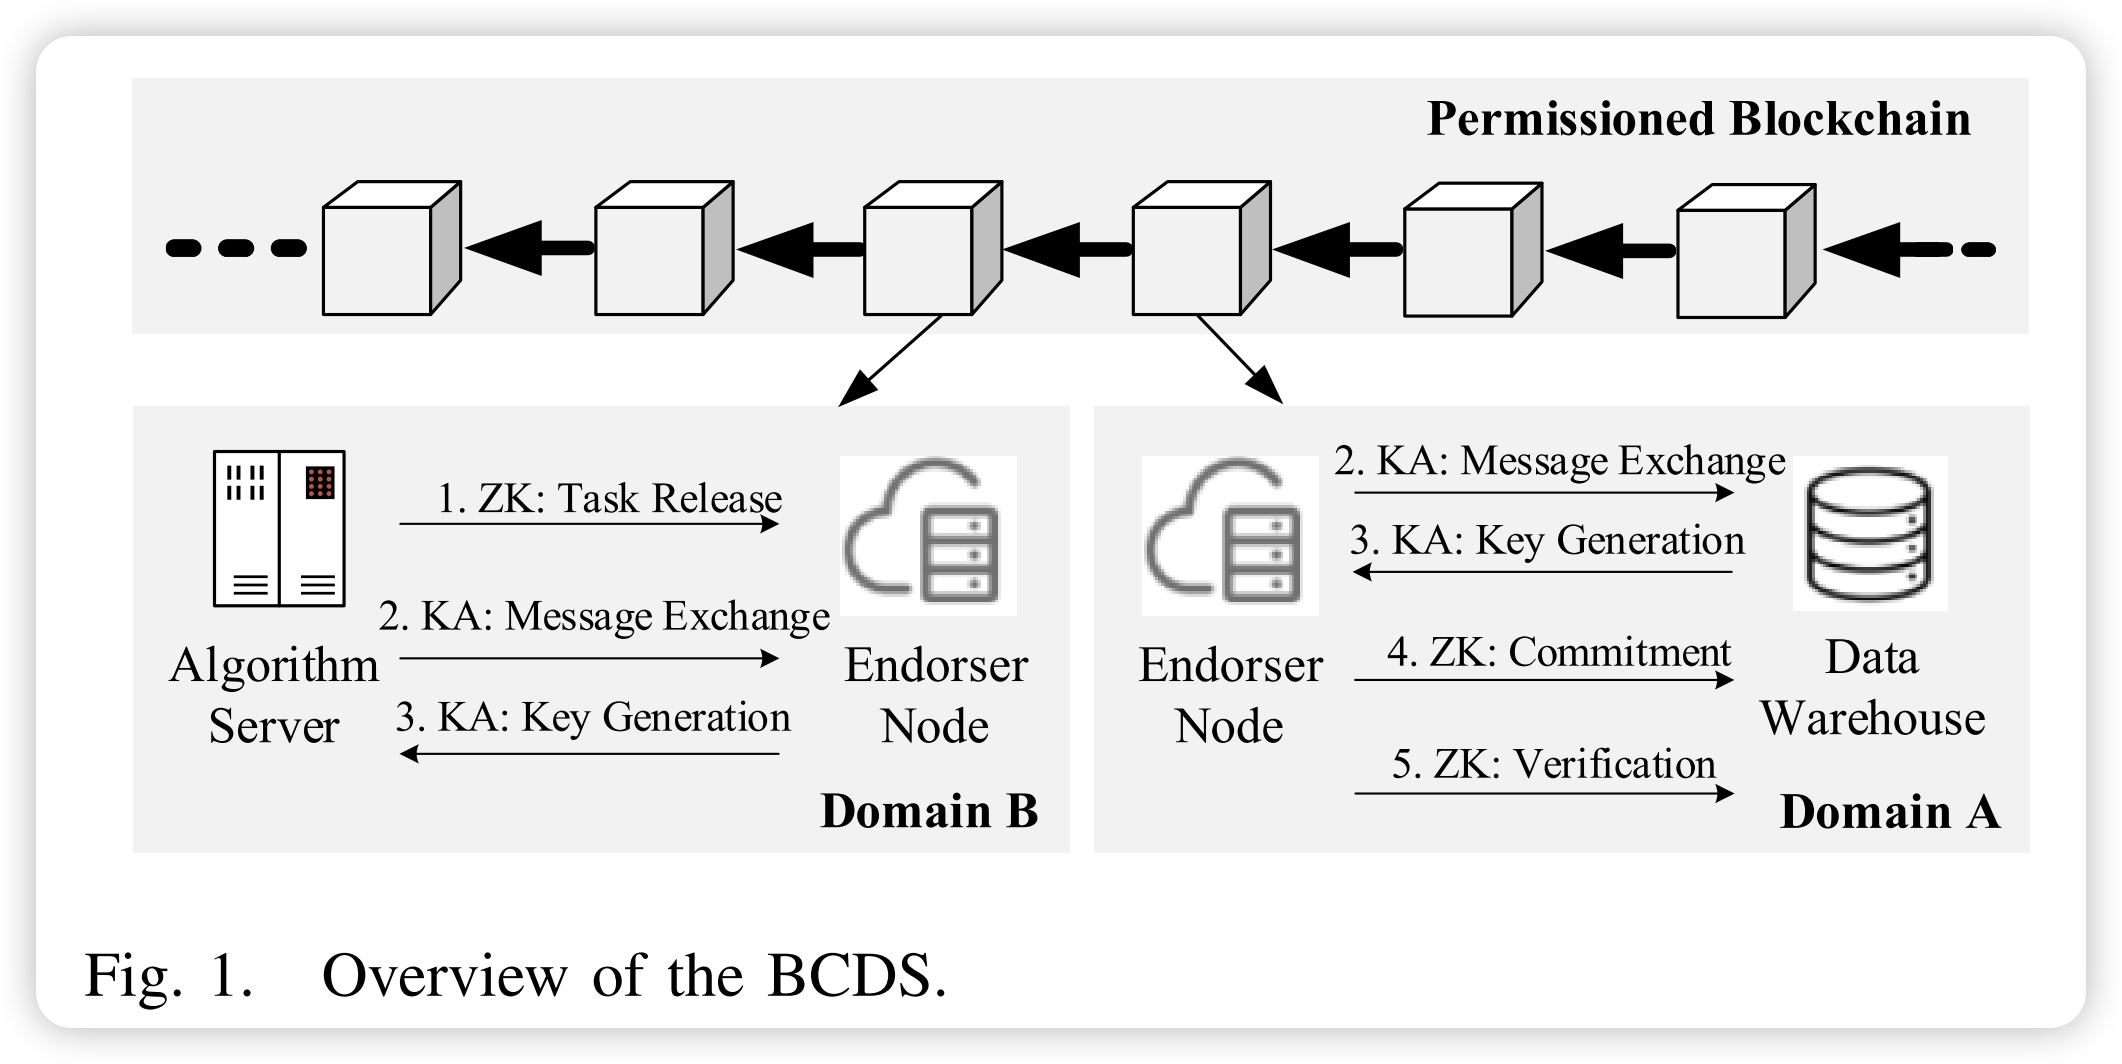 Permissioned Blockchain
1. ZK: Task Release
2. KA: Message Exchange
3. KA: Key Generation
Algorithm
Server
Endorser
Node
Domain B
2. KA: Message Exchange
3. KA: Key Generation
4. ZK: Commitment
5. ZK: Verification
Endorser
Node
Data
Warehouse
Domain A
Fig. 1. Overview of the BCDS.